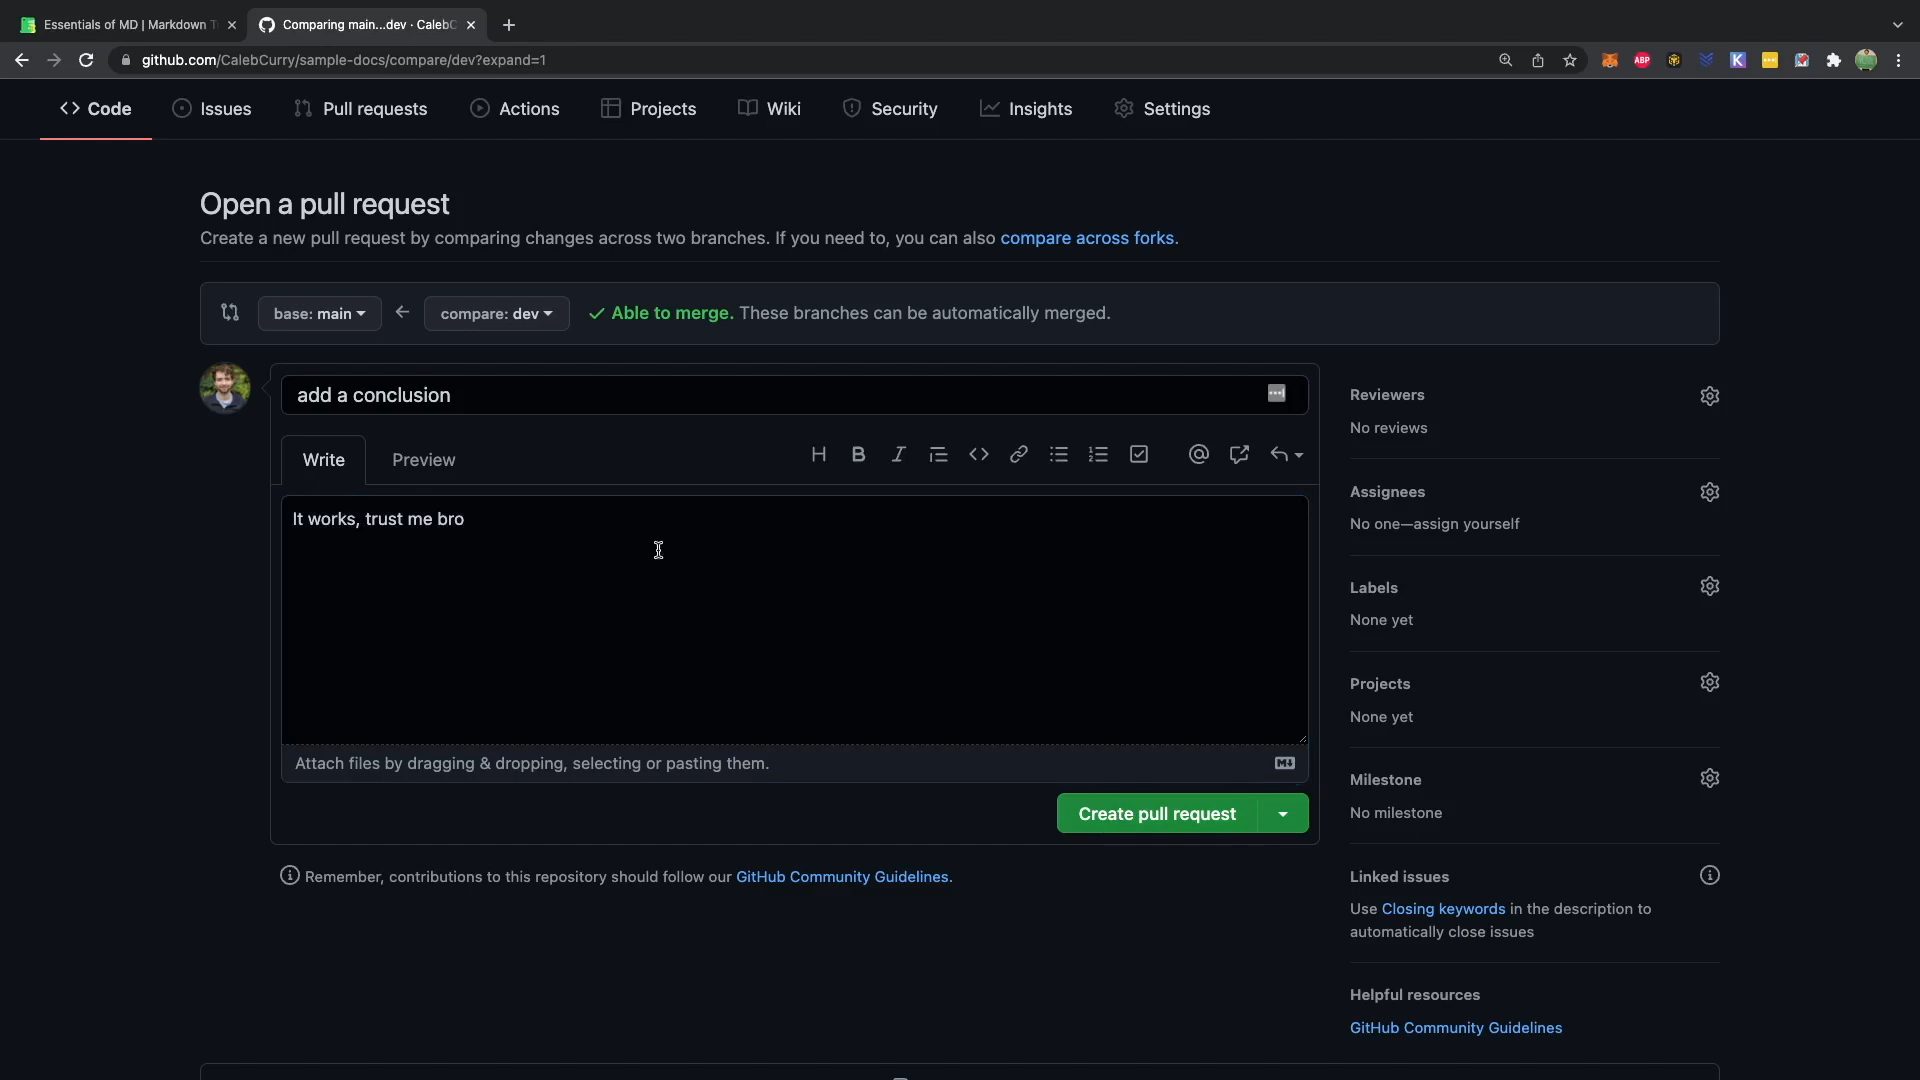 Essentials of MD | Markdown T
Comparing main...dev · CalebC
github.com/CalebCurry/sample-docs/compare/dev?expand=1
ABP
K
Code
Issues
Pull requests
Actions
Projects
Wiki
Security
Insights
Settings
Open a pull request
Create a new pull request by comparing changes across two branches. If you need to, you can also compare across forks.
base: main
compare: dev
Able to merge. These branches can be automatically merged.
add a conclusion
Reviewers
No reviews
Write
Preview
It works, trust me bro
Assignees
No one—assign yourself
Labels
None yet
Projects
None yet
Attach files by dragging & dropping, selecting or pasting them.
Milestone
No milestone
Create pull request
Remember, contributions to this repository should follow our GitHub Community Guidelines.
Linked issues
Use Closing keywords in the description to
automatically close issues
Helpful resources
GitHub Community Guidelines